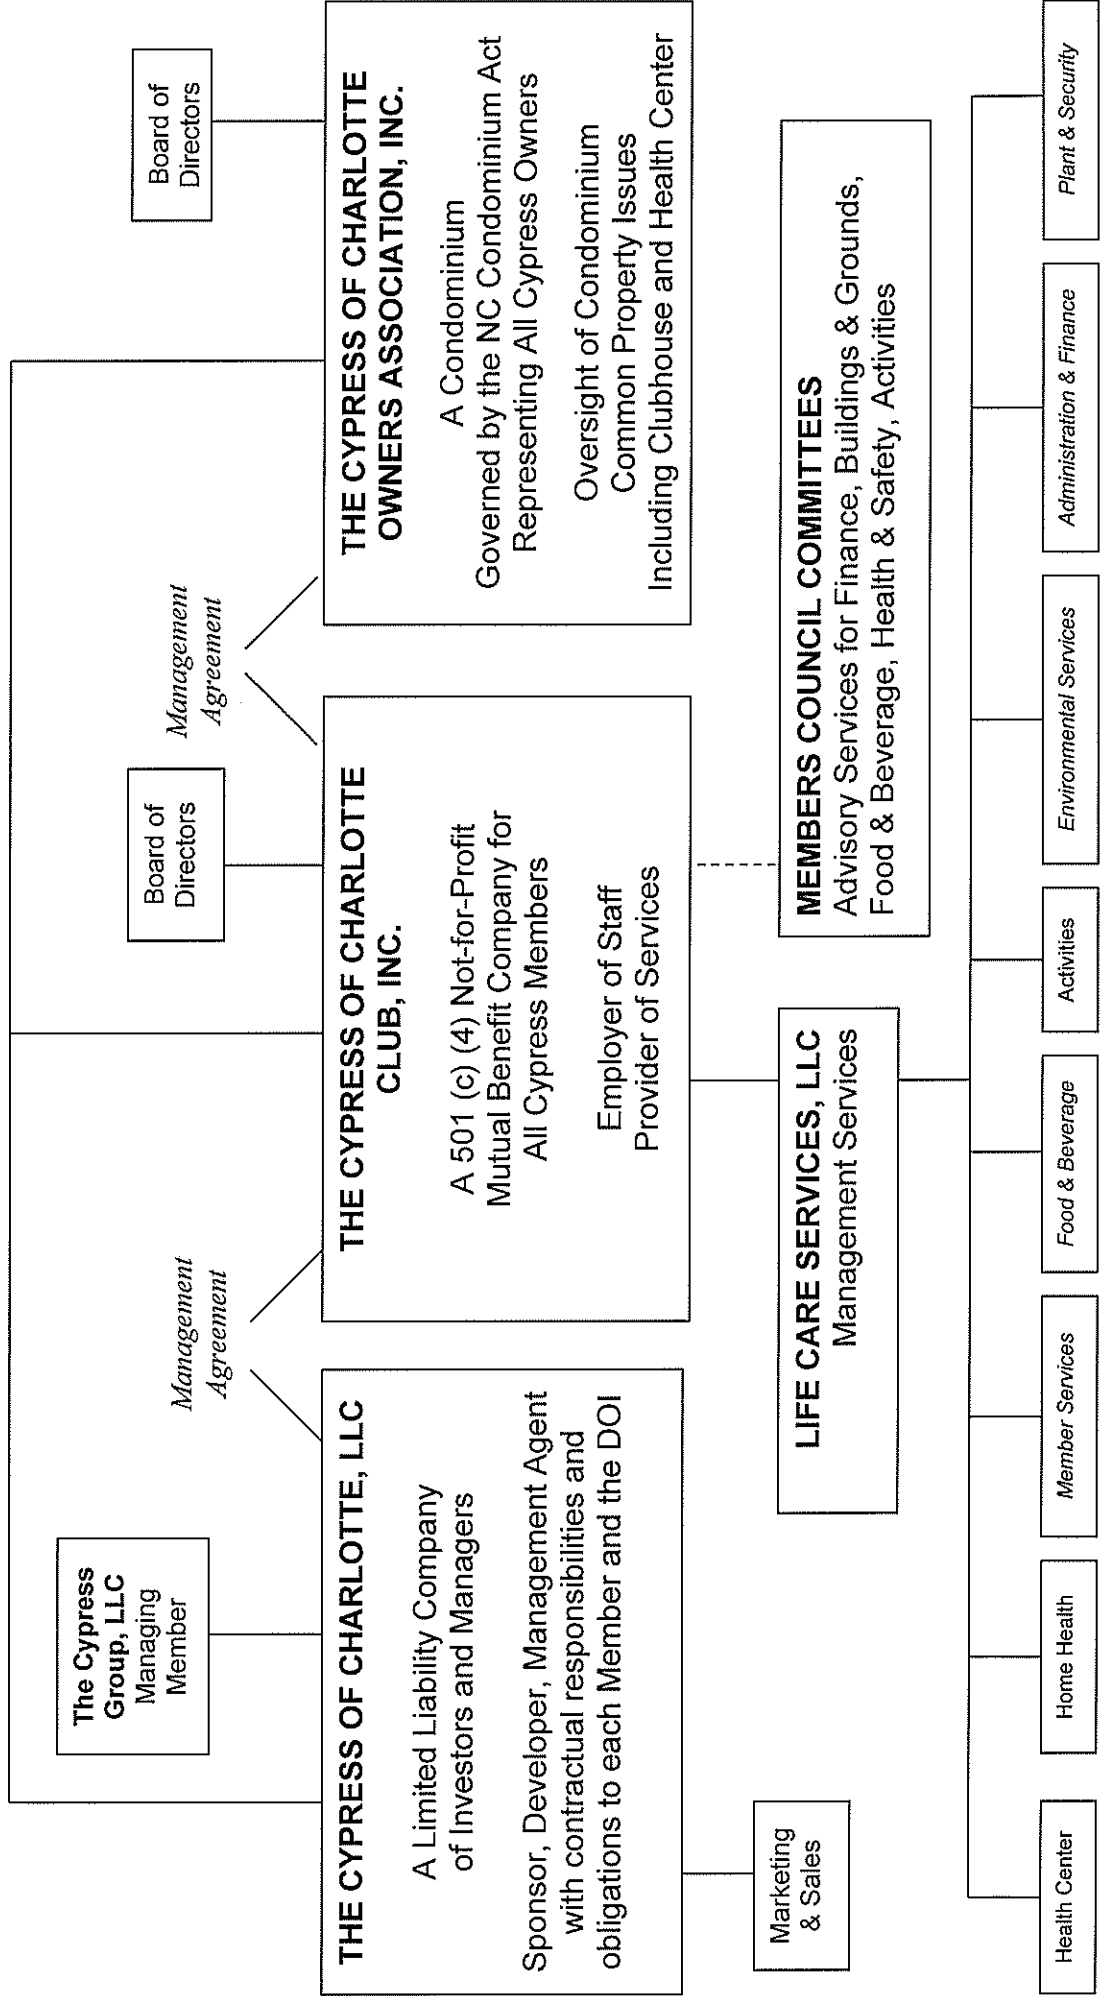 The Cypress
Group, LLC
Managing
Member
Board of
Directors
Board of
Directors
Management
Agreement
Management
Agreement
THE CYPRESS OF CHARLOTTE, LLC
A Limited Liability Company
of Investors and Managers
Sponsor, Developer, Management Agent
with contractual responsibilities and
obligations to each Member and the DOI
THE CYPRESS OF CHARLOTTE
CLUB, INC.
A 501 (c) (4) Not-for-Profit
Mutual Benefit Company for
All Cypress Members
Employer of Staff
Provider of Services
THE CYPRESS OF CHARLOTTE
OWNERS ASSOCIATION, INC.
A Condominium
Governed by the NC Condominium Act
Representing All Cypress Owners
Oversight of Condominium
Common Property Issues
Including Clubhouse and Health Center
Marketing
& Sales
LIFE CARE SERVICES, LLC
Management Services
MEMBERS COUNCIL COMMITTEES
Advisory Services for Finance, Buildings & Grounds,
Food & Beverage, Health & Safety, Activities
Health Center
Home Health
Member Services
Food & Beverage
Activities
Environmental Services
Administration & Finance
Plant & Security